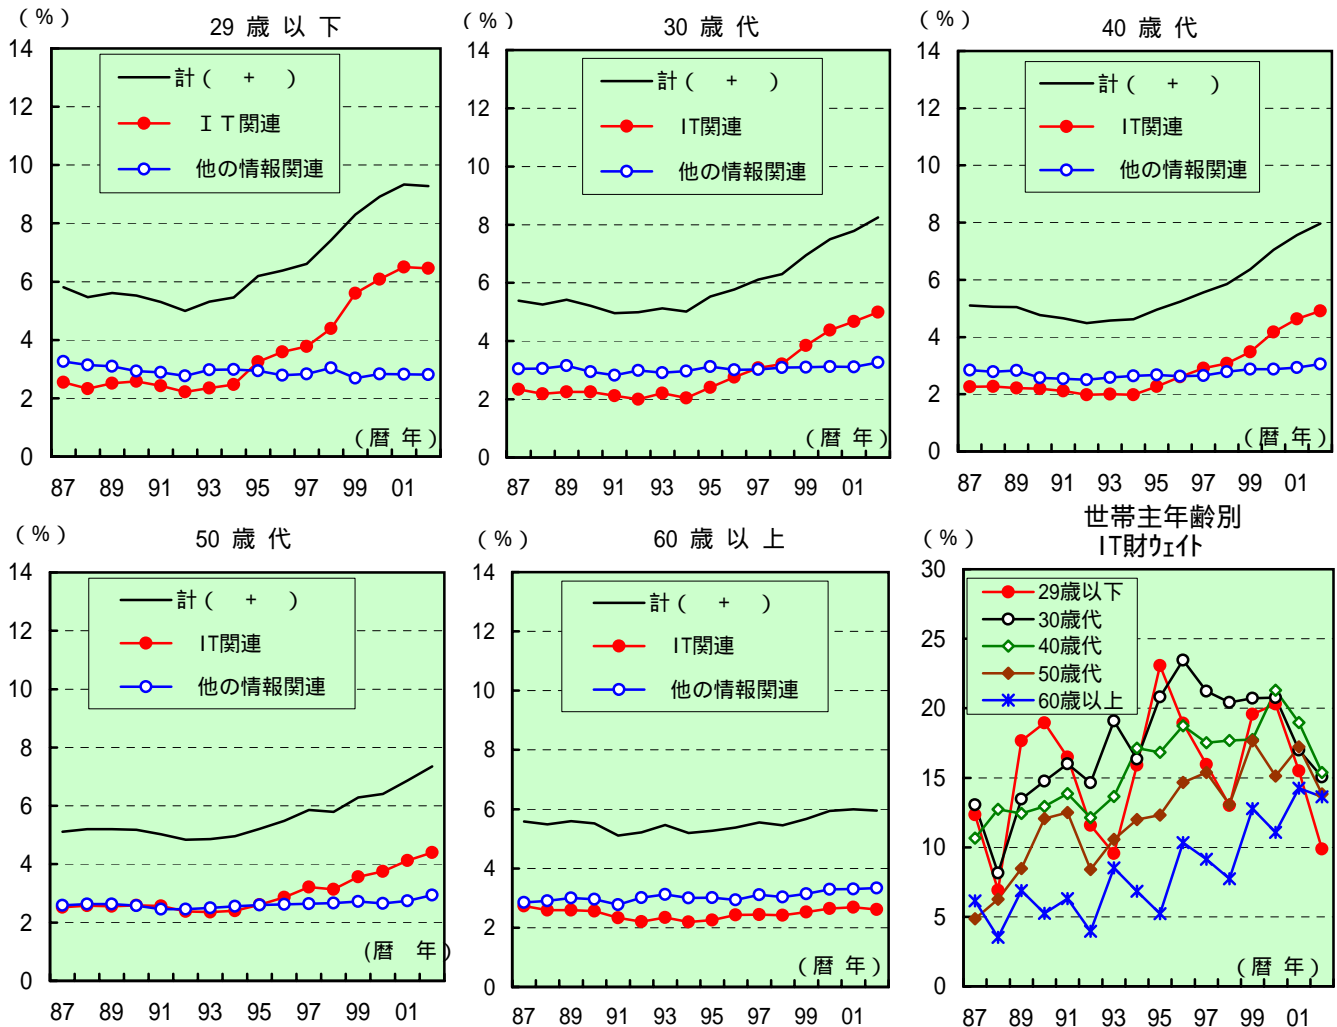 (%)
29 歳 以 下
14
12
10
8
6
4
2
0
計 ( + )
ＩＴ関連
他の情報関連
(暦 年)
87 89 91 93 95 97 99 01
(%)
30 歳 代
14
12
10
8
6
4
2
0
計 ( + )
IT関連
他の情報関連
(暦 年)
87 89 91 93 95 97 99 01
(%)
40 歳 代
14
12
10
8
6
4
2
0
計 ( + )
IT関連
他の情報関連
(暦 年)
87 89 91 93 95 97 99 01
(%)
50 歳 代
14
12
10
8
6
4
2
0
計 ( + )
IT関連
他の情報関連
(暦 年)
87 89 91 93 95 97 99 01
(%)
60 歳 以 上
14
12
10
8
6
4
2
0
計 ( + )
IT関連
他の情報関連
(暦 年)
87 89 91 93 95 97 99 01
(%)
世帯主年齢別
IT財ｳｪｲﾄ
30
25
20
15
10
5
0
29歳以下
30歳代
40歳代
50歳代
60歳以上
(暦 年)
87 89 91 93 95 97 99 01